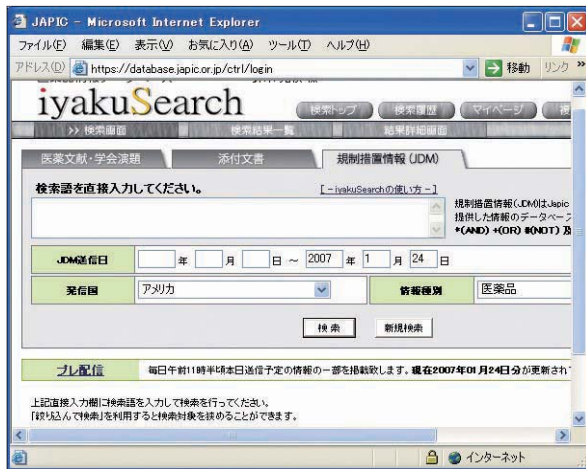 JAPIC - Microsoft Internet Explorer
ファイル(F) 編集(E) 表示(V) お気に入り(A) ツール(T) ヘルプ(H)
アドレス(D) https://database.japic.or.jp/ctrl/login 移動 リンク »
iyakuSearch 検索トップ 検索履歴 マイページ
>> 検索画面 検索結果一覧 結果詳細画面
医薬文献・学会演題 添付文書 規制措置情報 (JDM)
検索語を直接入力してください。 [-iyakuSearchの使い方-]
規制措置情報(JDM)はJapic
提供した情報のデータベース
*(AND) +(OR) #(NOT) 及
JDM送信日 年 月 日 ~ 2007 年 1 月 24 日
発信国 アメリカ 情報種別 医薬品
検索 新規検索
プレ配信 毎日午前11時半頃本日送信予定の情報の一部を掲載致します。現在2007年01月24日分が更新され
上記直接入力欄に検索語を入力して検索を行ってください。
「絞り込んで検索」を利用すると検索対象を狭めることができます。
インターネット